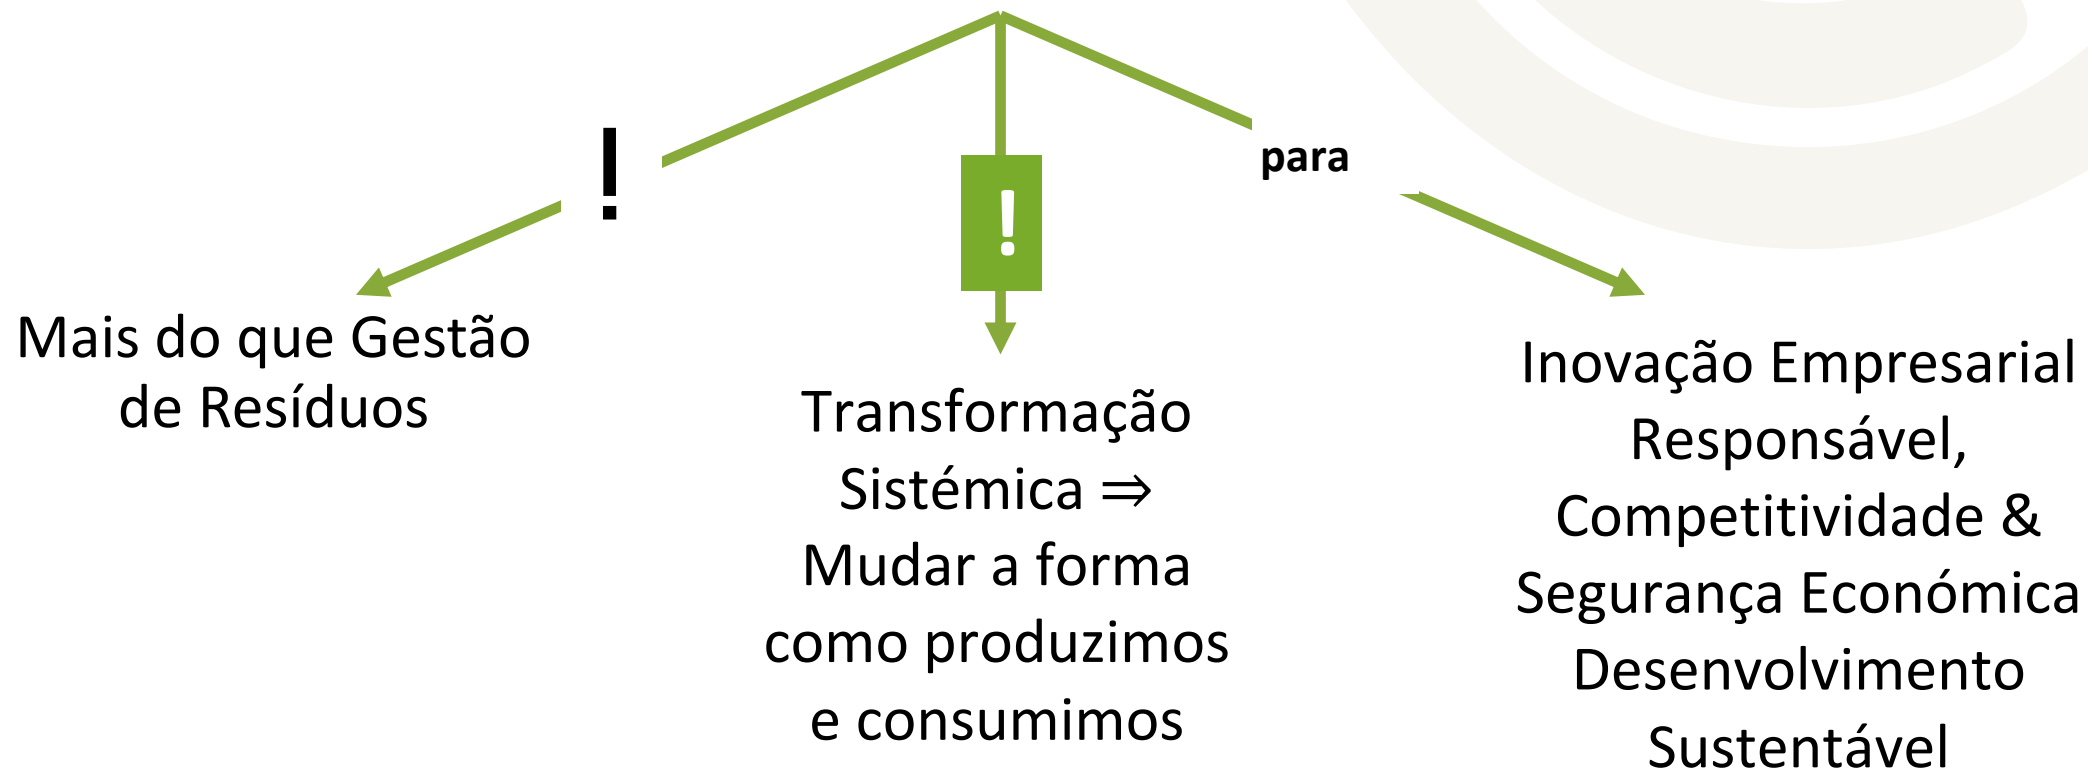 !
!
para
Mais do que Gestão
de Resíduos
Transformação
Sistémica ⇒
Mudar a forma
como produzimos
e consumimos
Inovação Empresarial
Responsável,
Competitividade &
Segurança Económica
Desenvolvimento
Sustentável